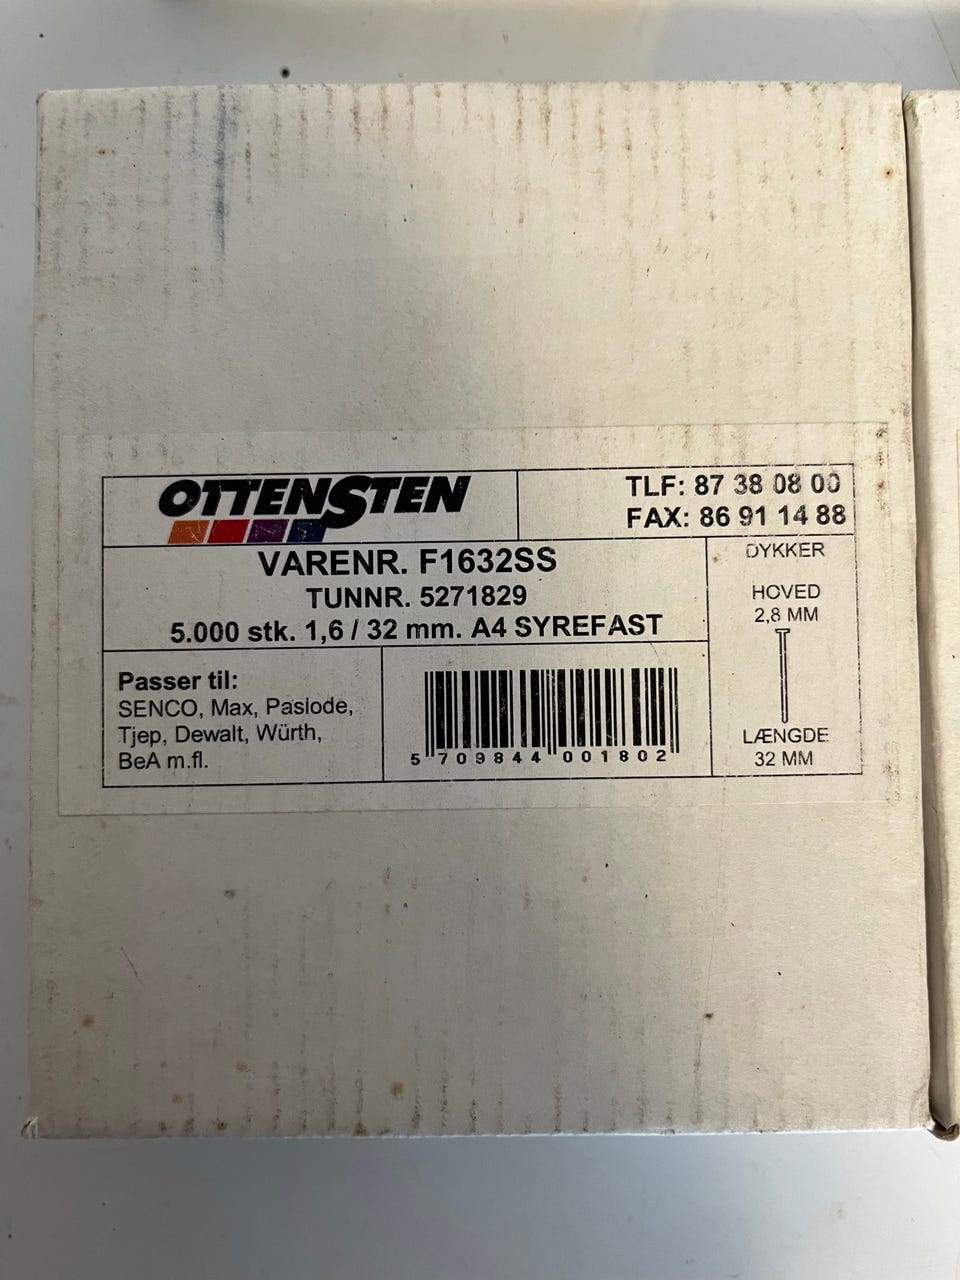 OTTENSTEN
TLF: 87 38 08 00
FAX: 86 91 14 88
VARENR. F1632SS
TUNNR. 5271829
5.000 stk. 1,6 / 32 mm. A4 SYREFAST
DYKKER
HOVED
2,8 MM
LÆNGDE
32 MM
Passer til:
SENCO, Max, Paslode,
Tjep, Dewalt, Würth,
BeA m.fl.
5 709844 001802